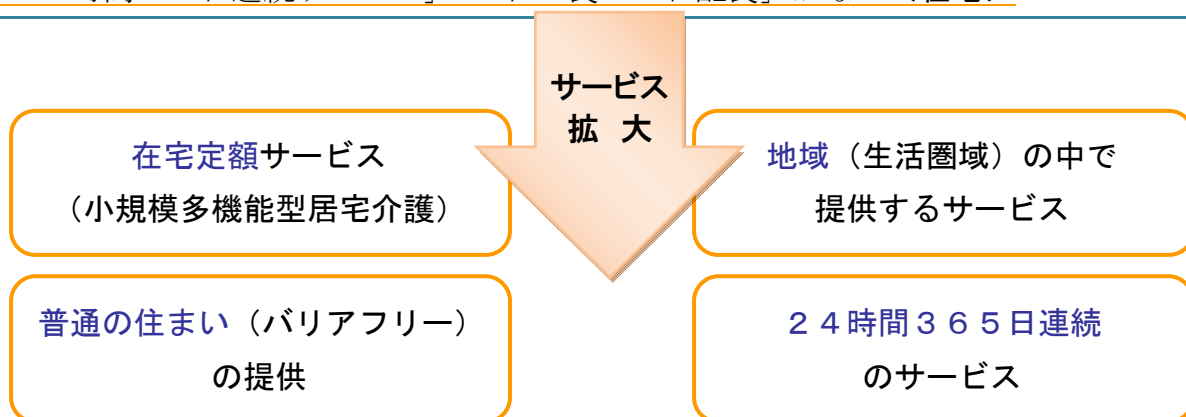 サービス
拡 大
在宅定額サービス
（小規模多機能型居宅介護）
地域（生活圏域）の中で
提供するサービス
普通の住まい（バリアフリー）
の提供
２４時間３６５日連続
のサービス